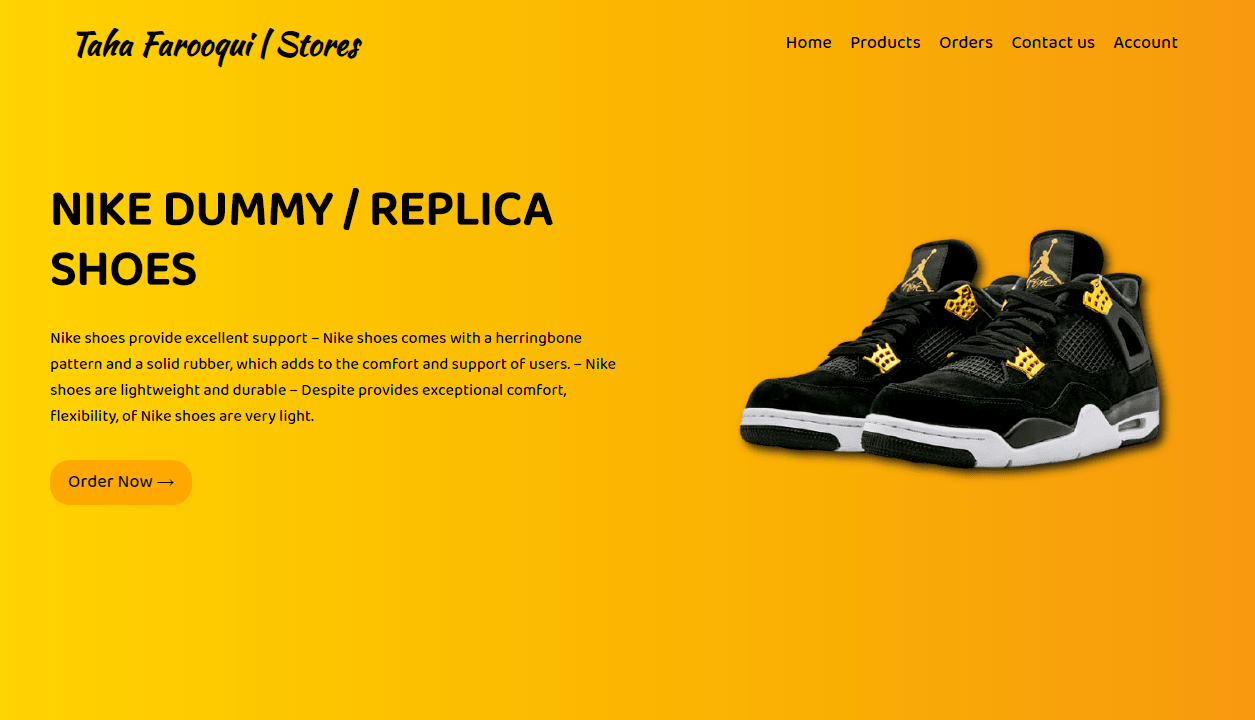 Taha Farooqui | Stores
Home Products Orders Contact us Account
NIKE DUMMY / REPLICA
SHOES
Nike shoes provide excellent support – Nike shoes comes with a herringbone
pattern and a solid rubber, which adds to the comfort and support of users. – Nike
shoes are lightweight and durable – Despite provides exceptional comfort,
flexibility, of Nike shoes are very light.
Order Now →